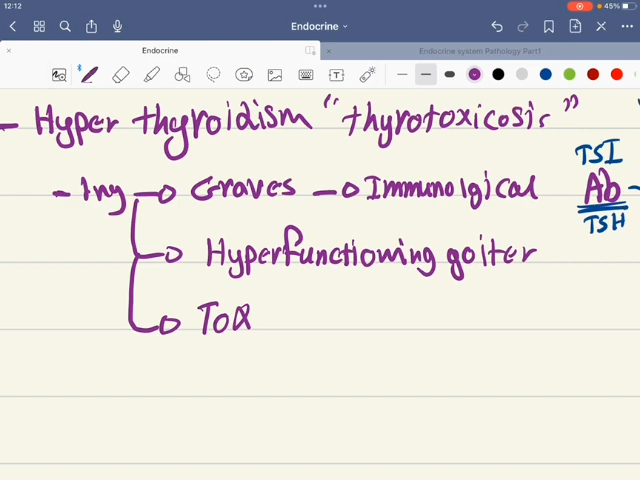 12:12
45%
Endocrine
Endocrine
Endocrine system Pathology Part1
- Hyper thyroidism "thyrotoxicosis"
TSI
- Ing Graves Immunolgical Ab
TSH
Hyperfunctioning goiter
Tox